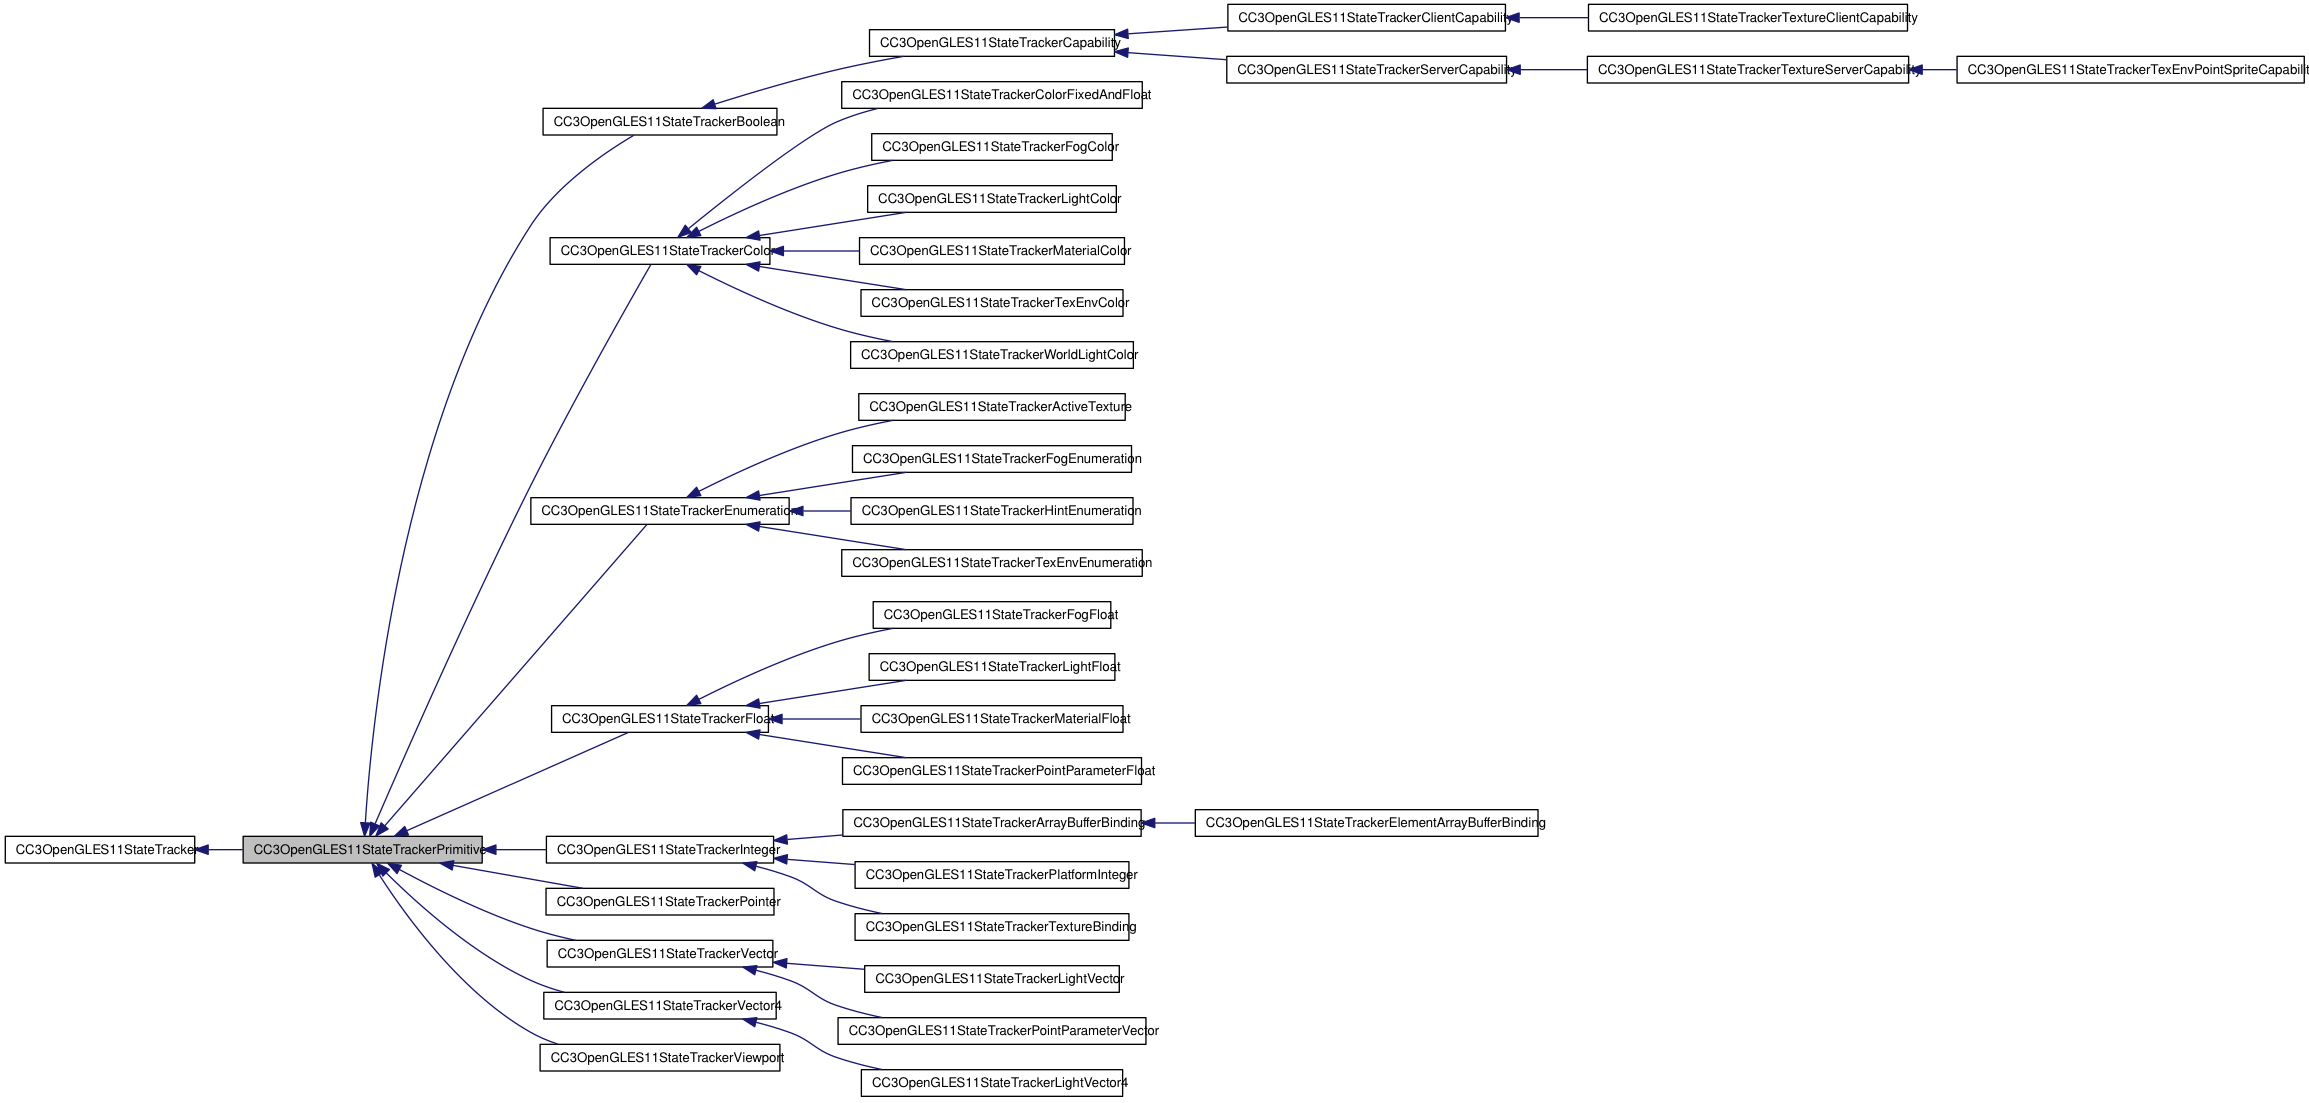 CC3OpenGLES11StateTrackerClientCapability
CC3OpenGLES11StateTrackerTextureClientCapability
CC3OpenGLES11StateTrackerCapability
CC3OpenGLES11StateTrackerServerCapability
CC3OpenGLES11StateTrackerTextureServerCapability
CC3OpenGLES11StateTrackerTexEnvPointSpriteCapabilit
CC3OpenGLES11StateTrackerColorFixedAndFloat
CC3OpenGLES11StateTrackerBoolean
CC3OpenGLES11StateTrackerFogColor
CC3OpenGLES11StateTrackerLightColor
CC3OpenGLES11StateTrackerColor
CC3OpenGLES11StateTrackerMaterialColor
CC3OpenGLES11StateTrackerTexEnvColor
CC3OpenGLES11StateTrackerWorldLightColor
CC3OpenGLES11StateTrackerActiveTexture
CC3OpenGLES11StateTrackerFogEnumeration
CC3OpenGLES11StateTrackerEnumeration
CC3OpenGLES11StateTrackerHintEnumeration
CC3OpenGLES11StateTrackerTexEnvEnumeration
CC3OpenGLES11StateTrackerFogFloat
CC3OpenGLES11StateTrackerLightFloat
CC3OpenGLES11StateTrackerFloat
CC3OpenGLES11StateTrackerMaterialFloat
CC3OpenGLES11StateTrackerPointParameterFloat
CC3OpenGLES11StateTrackerArrayBufferBinding
CC3OpenGLES11StateTrackerElementArrayBufferBinding
CC3OpenGLES11StateTracker
CC3OpenGLES11StateTrackerPrimitive
CC3OpenGLES11StateTrackerInteger
CC3OpenGLES11StateTrackerPlatformInteger
CC3OpenGLES11StateTrackerPointer
CC3OpenGLES11StateTrackerTextureBinding
CC3OpenGLES11StateTrackerVector
CC3OpenGLES11StateTrackerLightVector
CC3OpenGLES11StateTrackerVector4
CC3OpenGLES11StateTrackerPointParameterVector
CC3OpenGLES11StateTrackerViewport
CC3OpenGLES11StateTrackerLightVector4